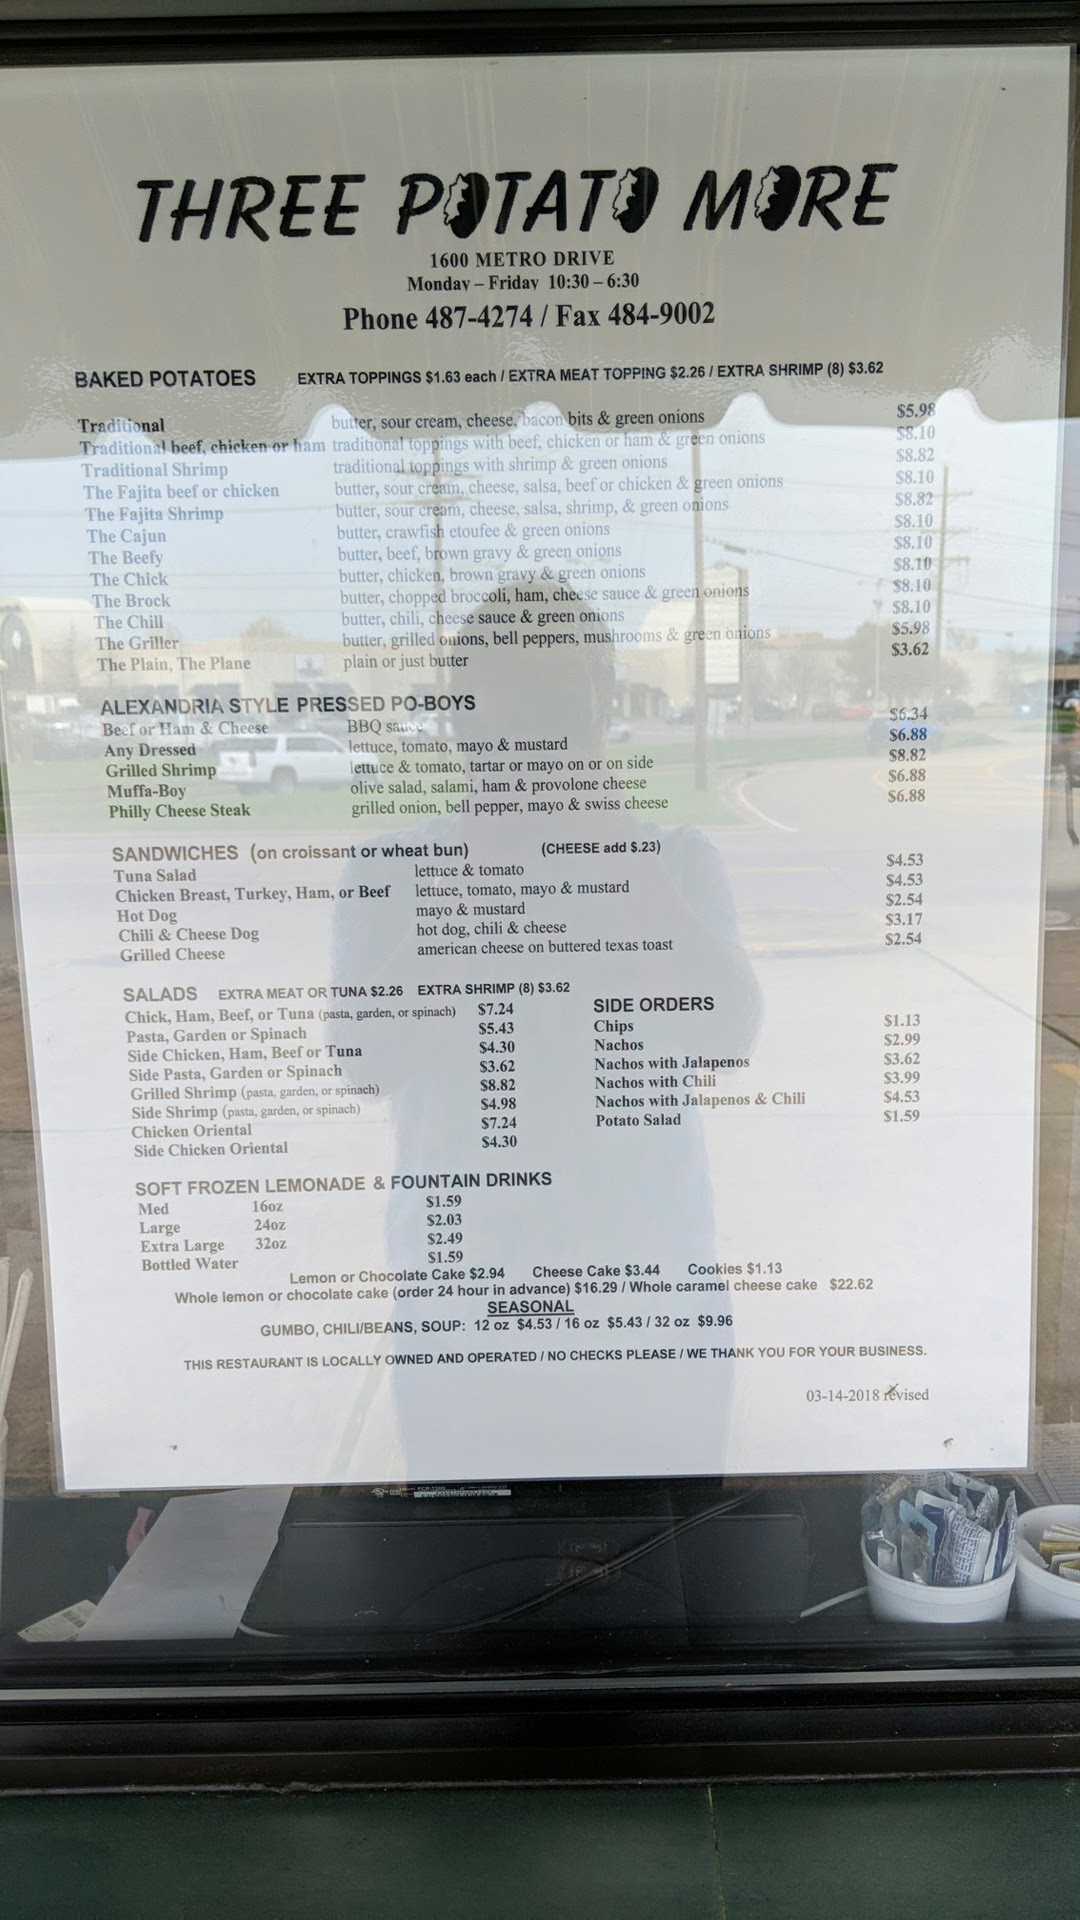 THREE POTATO MORE
1600 METRO DRIVE
Monday – Friday 10:30 – 6:30
Phone 487-4274 / Fax 484-9002
BAKED POTATOES EXTRA TOPPINGS $1.63 each / EXTRA MEAT TOPPING $2.26 / EXTRA SHRIMP (8) $3.62
Traditional butter, sour cream, cheese, bacon bits & green onions $5.98
Traditional beef, chicken or ham traditional toppings with beef, chicken or ham & green onions $8.10
Traditional Shrimp traditional toppings with shrimp & green onions $8.82
The Fajita beef or chicken butter, sour cream, cheese, salsa, beef or chicken & green onions $8.10
The Fajita Shrimp butter, sour cream, cheese, salsa, shrimp, & green onions $8.82
The Cajun butter, crawfish etoufee & green onions $8.10
The Beefy butter, beef, brown gravy & green onions $8.10
The Chick butter, chicken, brown gravy & green onions $8.10
The Brock butter, chopped broccoli, ham, cheese sauce & green onions $8.10
The Chill butter, chili, cheese sauce & green onions $8.10
The Griller butter, grilled onions, bell peppers, mushrooms & green onions $5.98
The Plain, The Plane plain or just butter $3.62
ALEXANDRIA STYLE PRESSED PO-BOYS
Beef or Ham & Cheese BBQ sauce $6.34
Any Dressed lettuce, tomato, mayo & mustard $6.88
Grilled Shrimp lettuce & tomato, tartar or mayo on or on side $8.82
Muffa-Boy olive salad, salami, ham & provolone cheese $6.88
Philly Cheese Steak grilled onion, bell pepper, mayo & swiss cheese $6.88
SANDWICHES (on croissant or wheat bun) (CHEESE add $.23)
Tuna Salad lettuce & tomato $4.53
Chicken Breast, Turkey, Ham, or Beef lettuce, tomato, mayo & mustard $4.53
Hot Dog mayo & mustard $2.54
Chili & Cheese Dog hot dog, chili & cheese $3.17
Grilled Cheese american cheese on buttered texas toast $2.54
SALADS EXTRA MEAT OR TUNA $2.26 EXTRA SHRIMP (8) $3.62
Chick, Ham, Beef, or Tuna (pasta, garden, or spinach) $7.24
Pasta, Garden or Spinach $5.43
Side Chicken, Ham, Beef or Tuna $4.30
Side Pasta, Garden or Spinach $3.62
Grilled Shrimp (pasta, garden, or spinach) $8.82
Side Shrimp (pasta, garden, or spinach) $4.98
Chicken Oriental $7.24
Side Chicken Oriental $4.30
SIDE ORDERS
Chips $1.13
Nachos $2.99
Nachos with Jalapenos $3.62
Nachos with Chili $3.99
Nachos with Jalapenos & Chili $4.53
Potato Salad $1.59
SOFT FROZEN LEMONADE & FOUNTAIN DRINKS
Med 16oz $1.59
Large 24oz $2.03
Extra Large 32oz $2.49
Bottled Water $1.59
Lemon or Chocolate Cake $2.94 Cheese Cake $3.44 Cookies $1.13
Whole lemon or chocolate cake (order 24 hour in advance) $16.29 / Whole caramel cheese cake $22.62
SEASONAL
GUMBO, CHILI/BEANS, SOUP: 12 oz $4.53 / 16 oz $5.43 / 32 oz $9.96
THIS RESTAURANT IS LOCALLY OWNED AND OPERATED / NO CHECKS PLEASE / WE THANK YOU FOR YOUR BUSINESS.
03-14-2018 revised